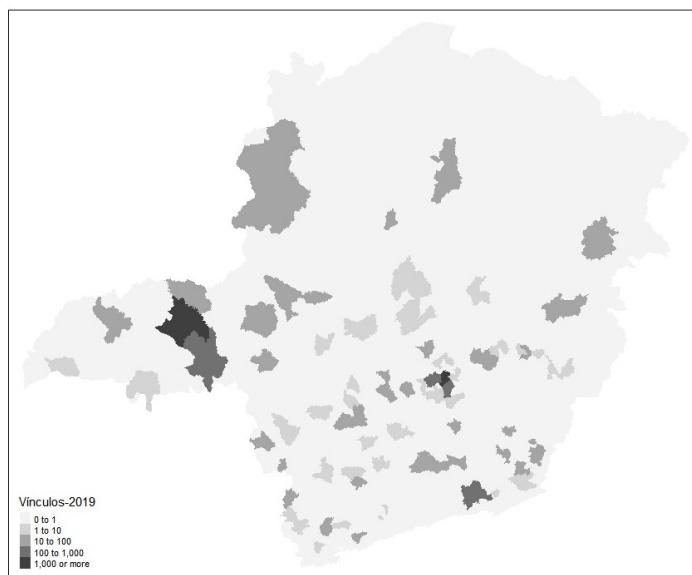 Vínculos-2019
0 to 1
1 to 10
10 to 100
100 to 1,000
1,000 or more